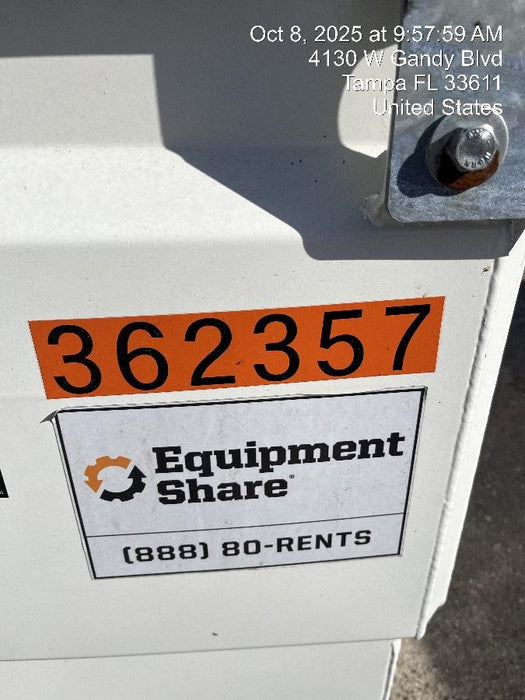 Oct 8, 2025 at 9:57:59 AM
4130 W Gandy Blvd
Tampa FL 33611
United States
362357
Equipment
Share®
(888) 80-RENTS